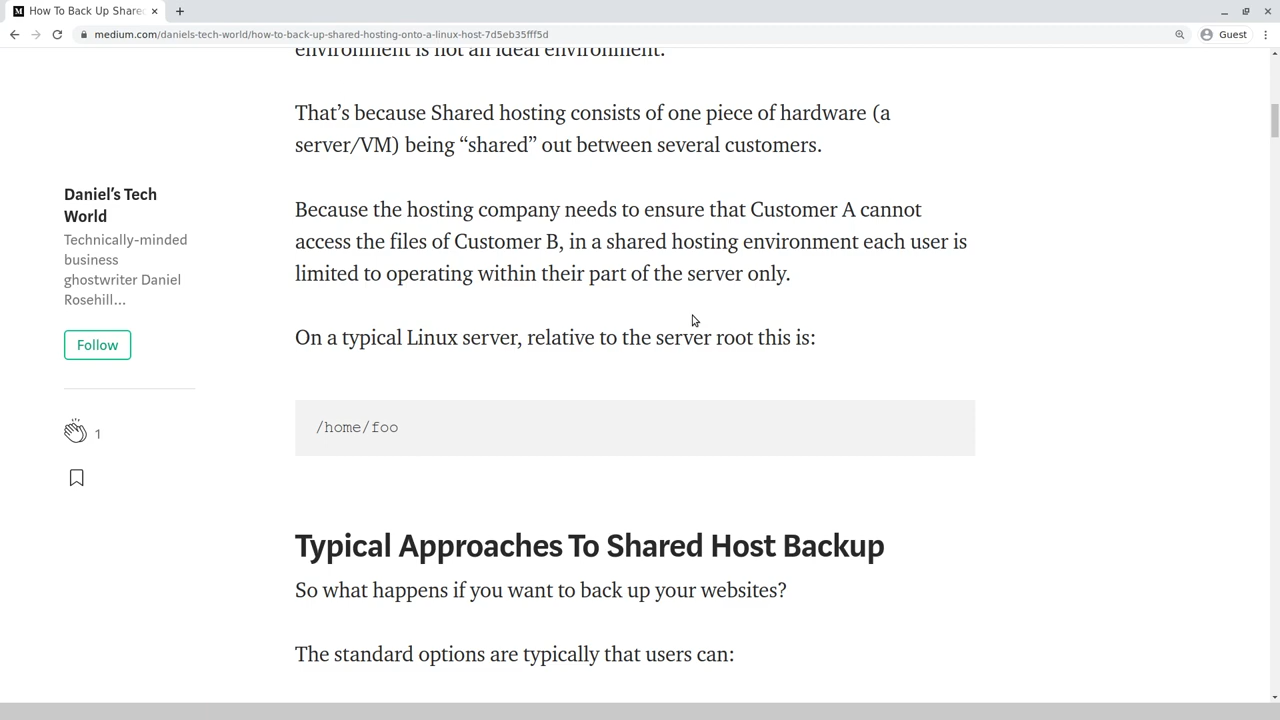 How To Back Up Share
medium.com/daniels-tech-world/how-to-back-up-shared-hosting-onto-a-linux-host-7d5eb35fff5d
Guest
environment is not an ideal environment.
That’s because Shared hosting consists of one piece of hardware (a
server/VM) being “shared” out between several customers.
Daniel’s Tech
World
Technically-minded
business
ghostwriter Daniel
Rosehill...
Follow
1
Because the hosting company needs to ensure that Customer A cannot
access the files of Customer B, in a shared hosting environment each user is
limited to operating within their part of the server only.
On a typical Linux server, relative to the server root this is:
/home/foo
Typical Approaches To Shared Host Backup
So what happens if you want to back up your websites?
The standard options are typically that users can: